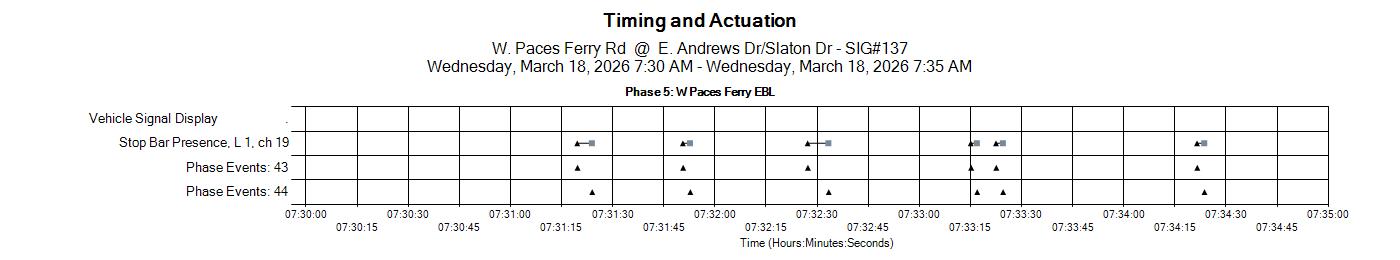 Timing and Actuation
W. Paces Ferry Rd @ E. Andrews Dr/Slaton Dr - SIG#137
Wednesday, March 18, 2026 7:30 AM - Wednesday, March 18, 2026 7:35 AM
Phase 5: W Paces Ferry EBL
Vehicle Signal Display .
Stop Bar Presence, L 1, ch 19
Phase Events: 43
Phase Events: 44
07:30:00 07:30:30 07:31:00 07:31:30 07:32:00 07:32:30 07:33:00 07:33:30 07:34:00 07:34:30 07:35:00
07:30:15 07:30:45 07:31:15 07:31:45 07:32:15 07:32:45 07:33:15 07:33:45 07:34:15 07:34:45
Time (Hours:Minutes:Seconds)